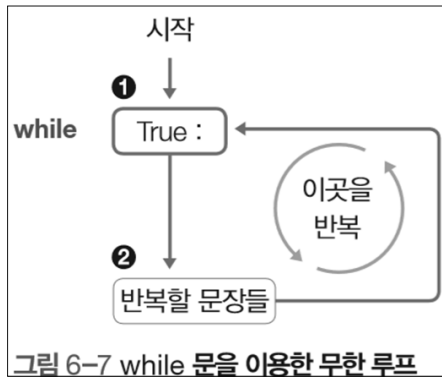 시작
❶
while True :
이곳을
반복
❷
반복할 문장들
그림 6-7 while 문을 이용한 무한 루프